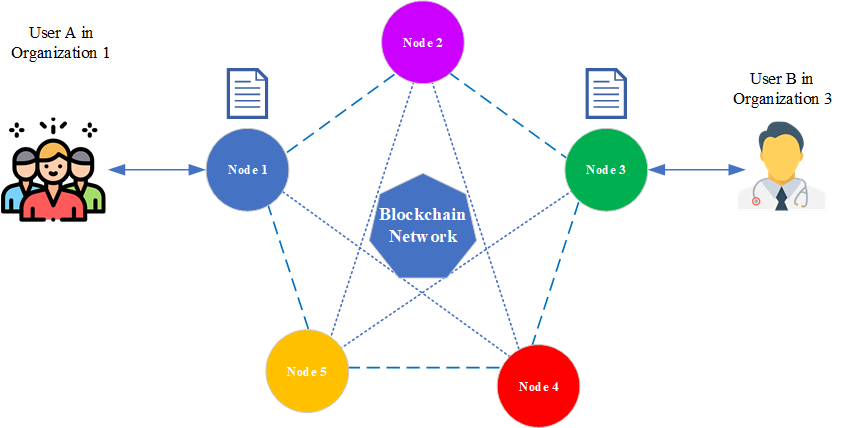 Node 2
User A in
Organization 1
User B in
Organization 3
Node 1
Node 3
Blockchain
Network
Node 5
Node 4